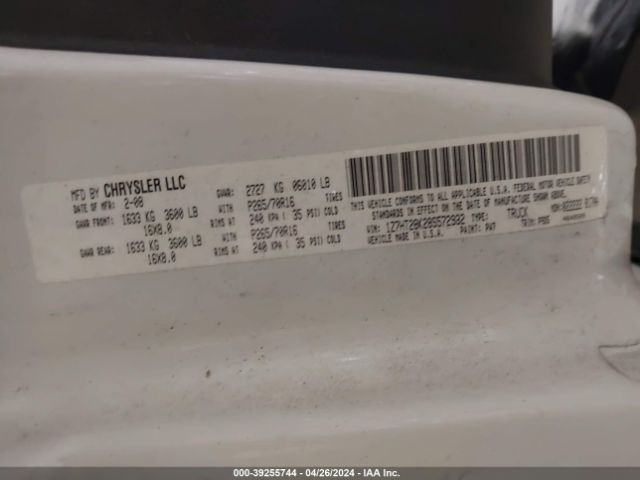 MFD BY CHRYSLER LLC
DATE OF MFR: 2-08 GVWR: 2727 KG 06010 LB
GAWR FRONT: 1633 KG 3600 LB WITH P265/70R16 TIRES
16X8.0 RIMS AT 240 KPA ( 35 PSI) COLD
GAWR REAR: 1633 KG 3600 LB WITH P265/70R16 TIRES
16X8.0 RIMS AT 240 KPA ( 35 PSI) COLD
THIS VEHICLE CONFORMS TO ALL APPLICABLE U.S.A. FEDERAL MOTOR VEHICLE SAFETY
STANDARDS IN EFFECT ON THE DATE OF MANUFACTURE SHOWN ABOVE.
VIN: 1Z7HT28K28S572932 TYPE: TRUCK
VEHICLE MADE IN U.S.A. PAINT: PW7 TRIM:
000-39255744 - 04/26/2024 - IAA Inc.